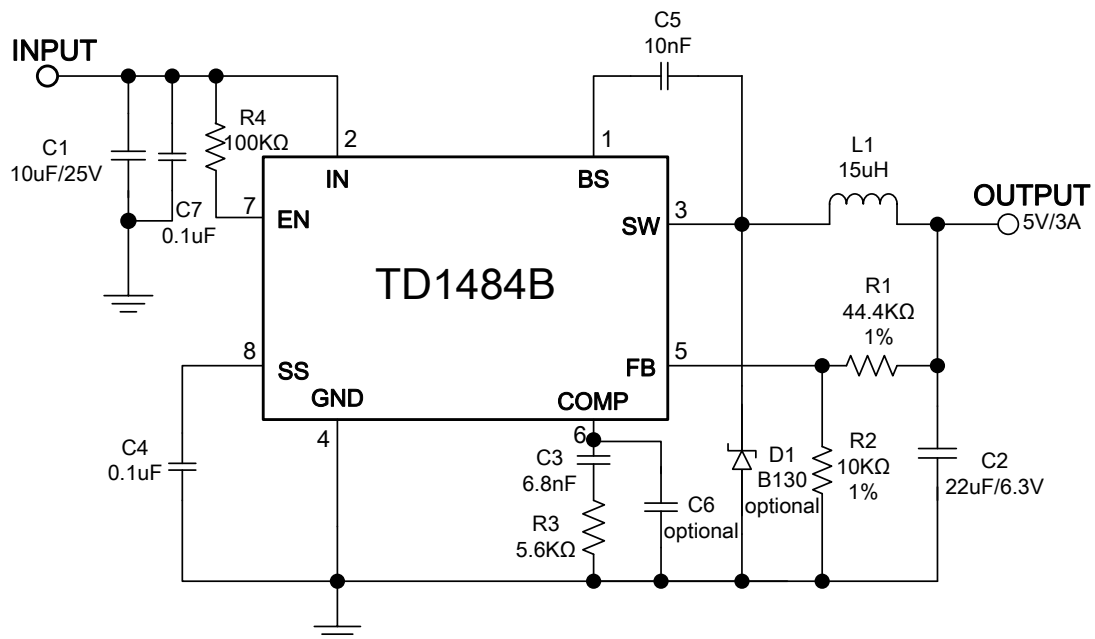 C5
10nF
INPUT
R4
100KΩ
2
1
C1
10uF/25V
L1
15uH
IN
BS
C7
0.1uF
7
EN
3
SW
OUTPUT
5V/3A
TD1484B
R1
44.4KΩ
1%
8
SS
5
FB
GND
COMP
4
6
C4
0.1uF
C3
6.8nF
D1
B130
optional
R2
10KΩ
1%
C2
22uF/6.3V
R3
5.6KΩ
C6
optional